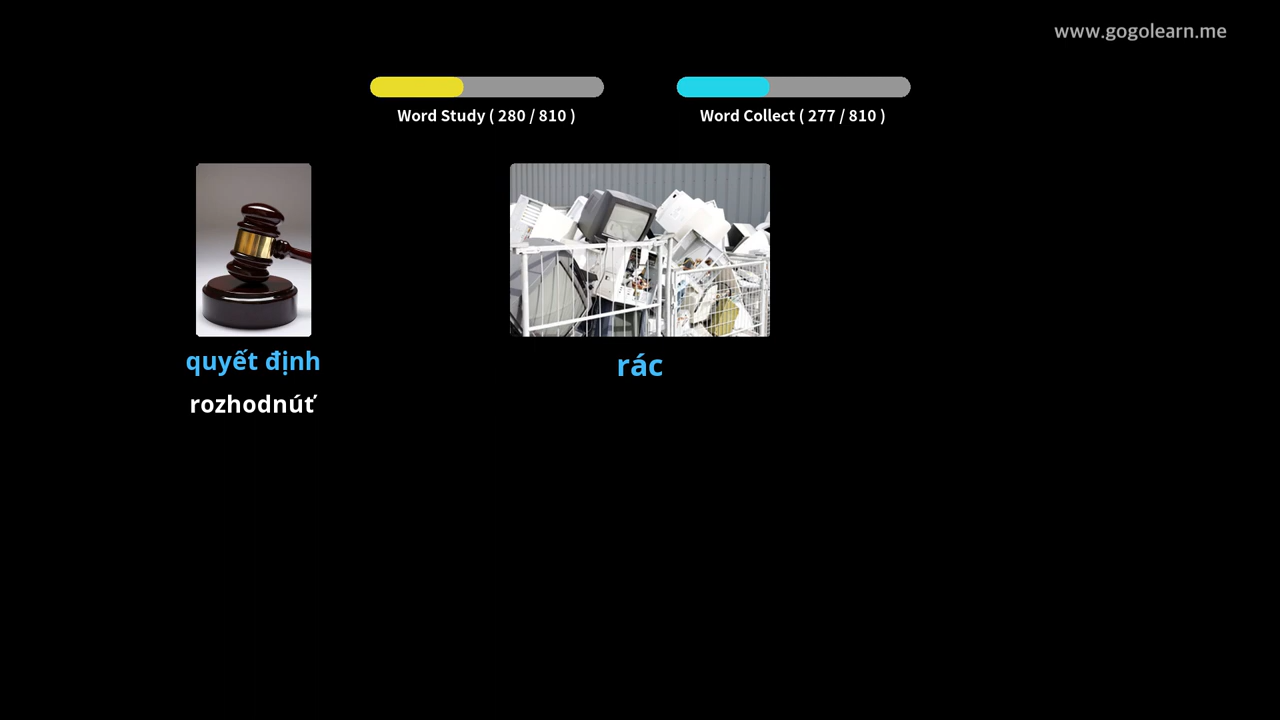 www.gogolearn.me
Word Study ( 280 / 810 )
Word Collect ( 277 / 810 )
quyết định
rozhodnúť
rác